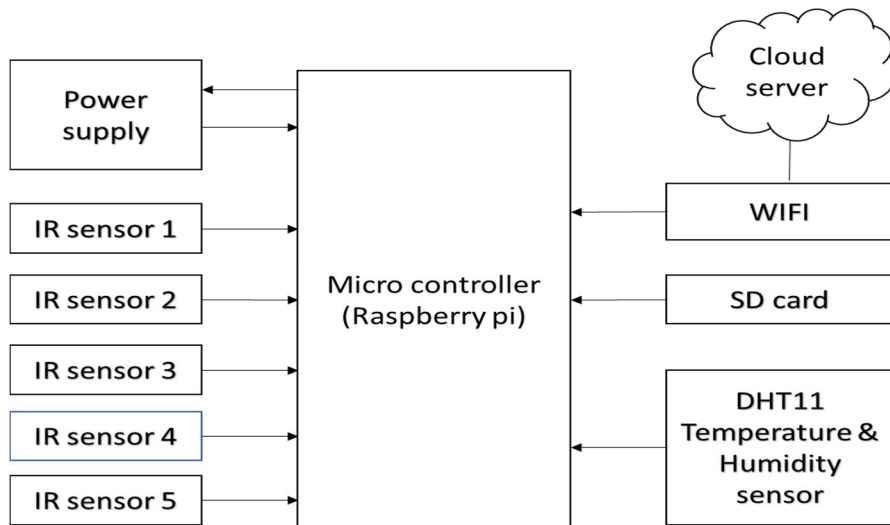 Power
supply
IR sensor 1
IR sensor 2
IR sensor 3
IR sensor 4
IR sensor 5
Micro controller
(Raspberry pi)
Cloud
server
WIFI
SD card
DHT11
Temperature &
Humidity
sensor